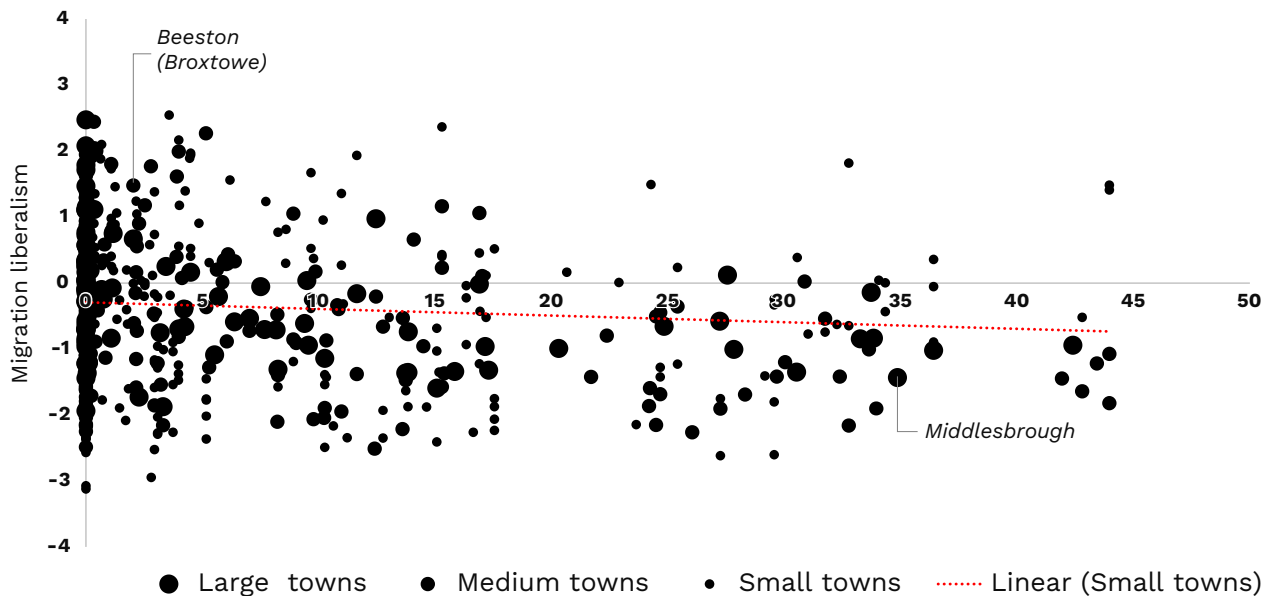 4
Beeston
(Broxtowe)
3
2
1
0
Migration liberalism
0 5 10 15 20 25 30 35 40 45 50
-1
-2
Middlesbrough
-3
-4
Large towns Medium towns Small towns Linear (Small towns)